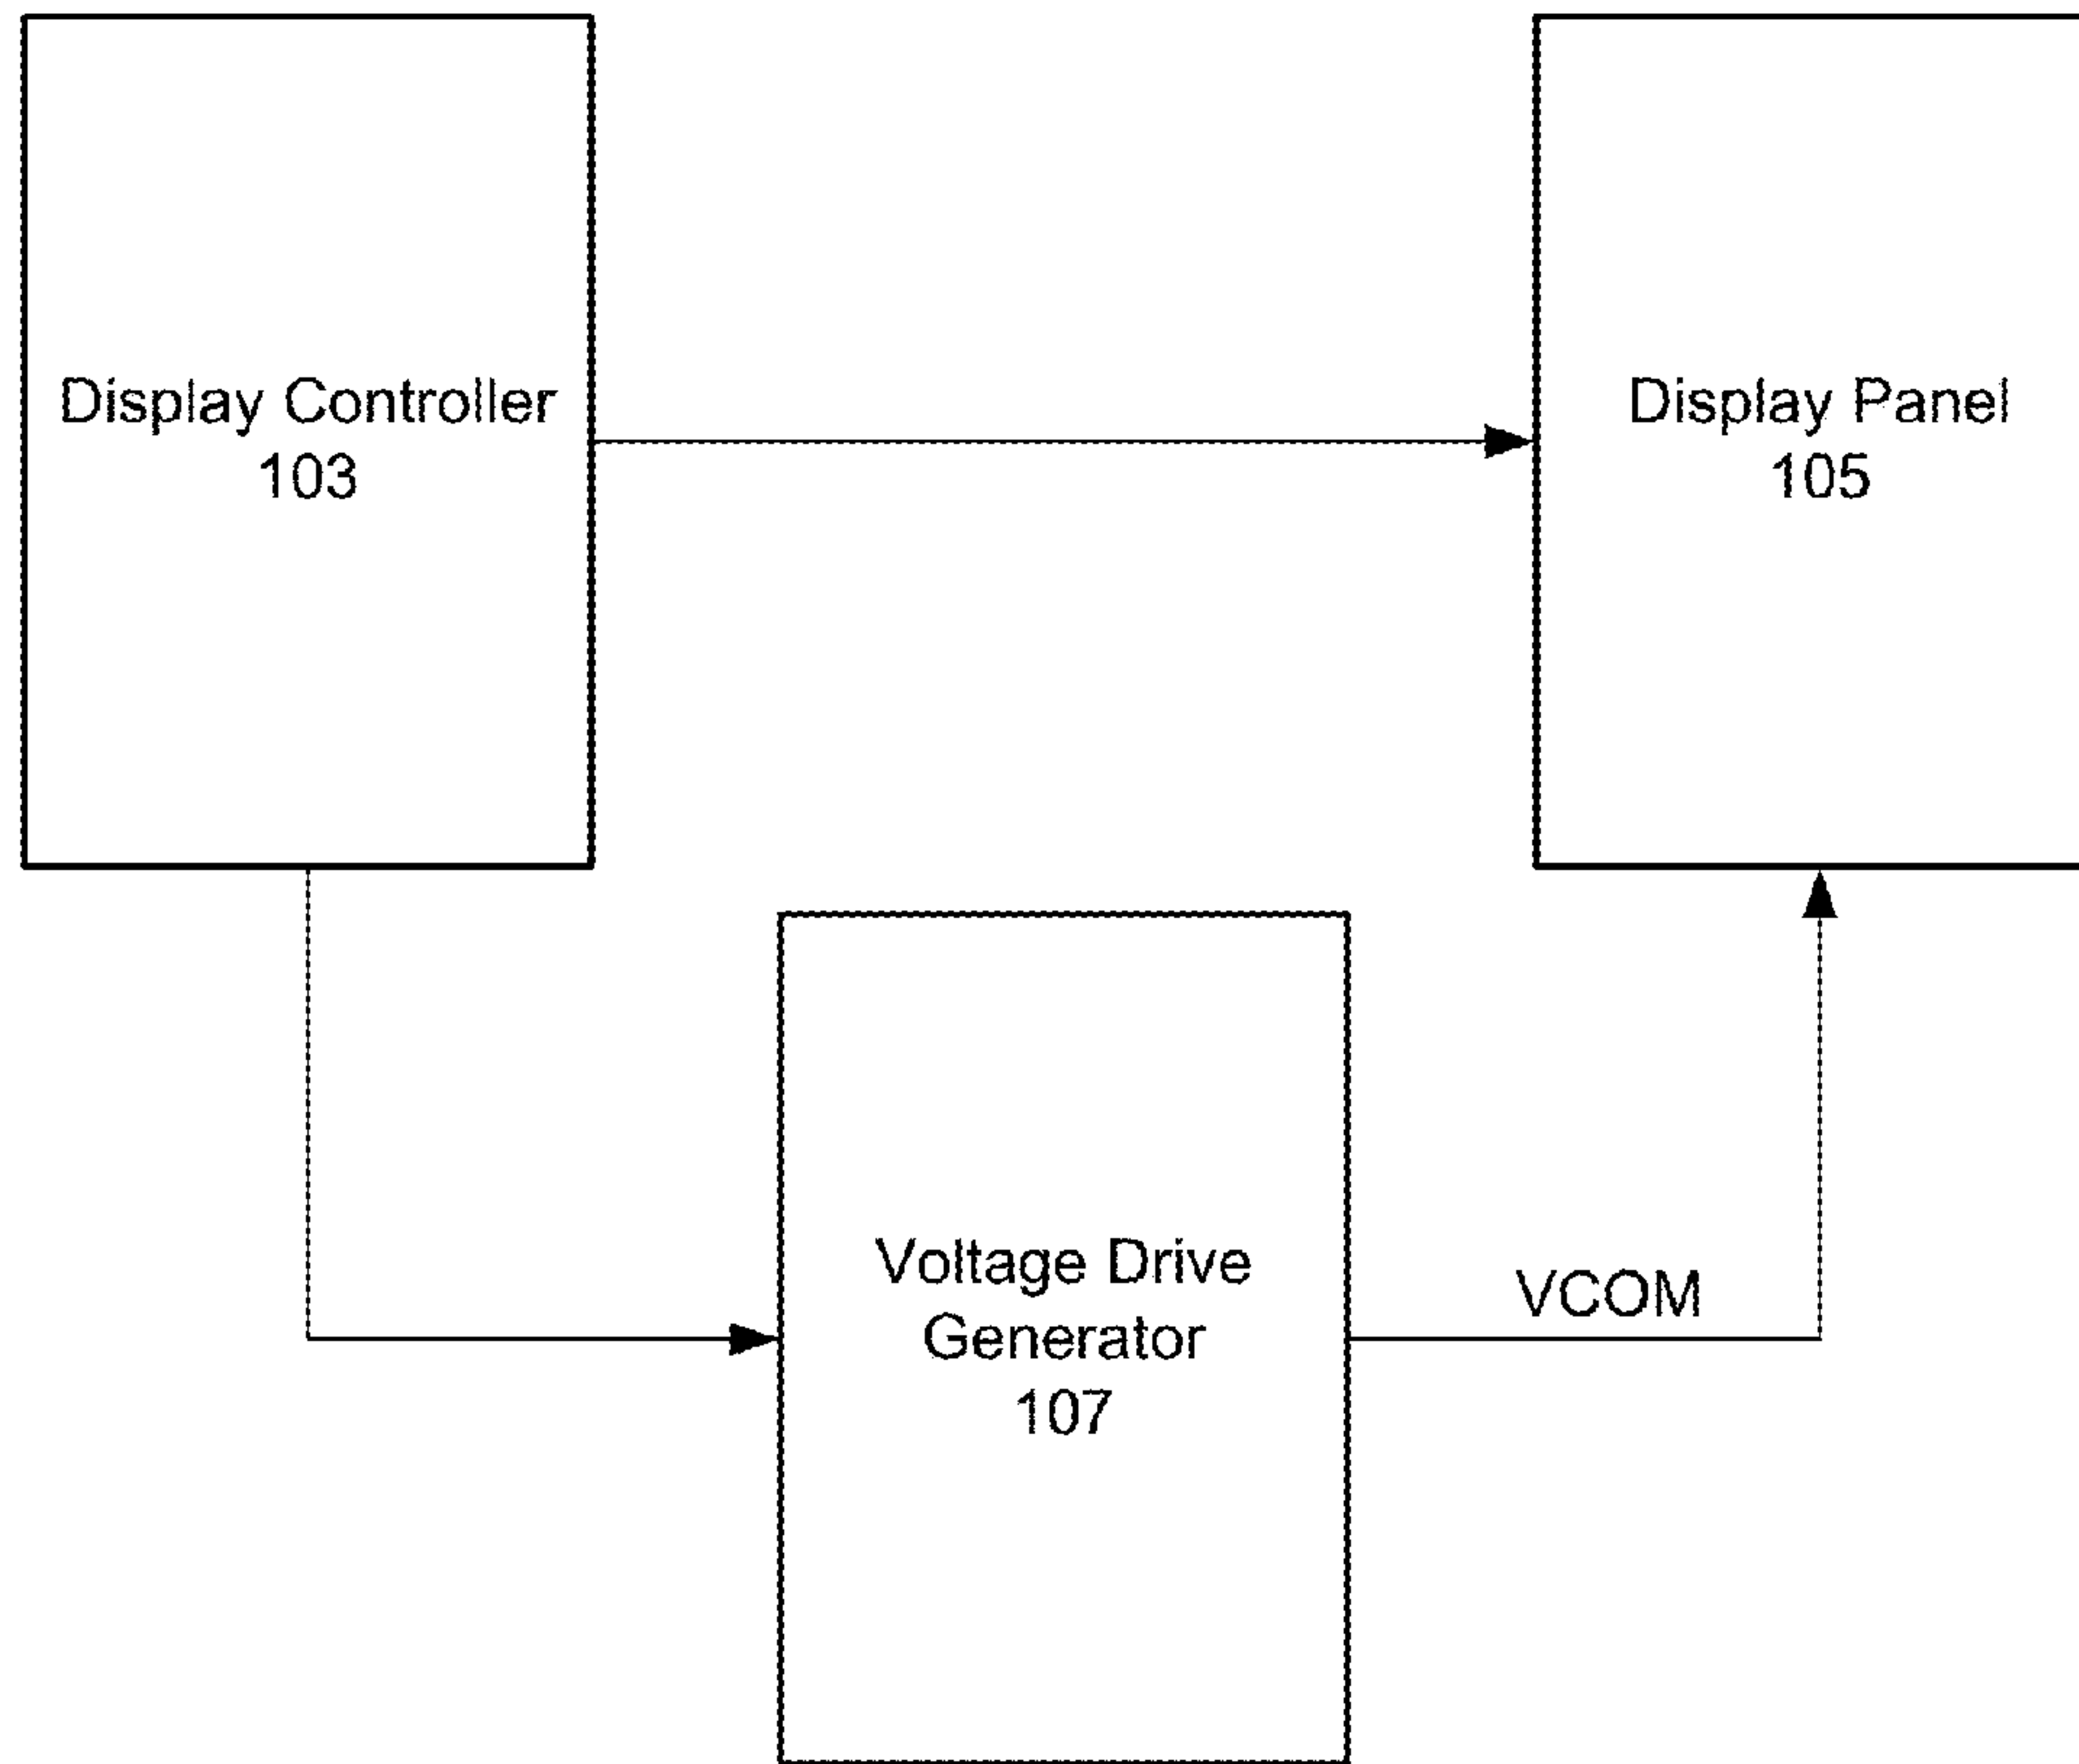 Display Controller
103
Display Panel
105
Voltage Drive
Generator
107
VCOM